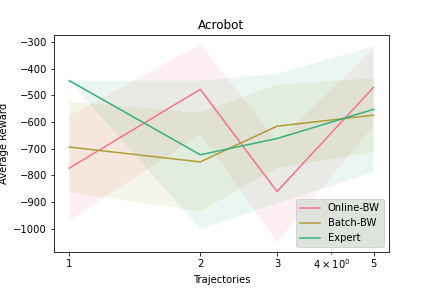 Acrobot
−300
−400
−500
−600
−700
−800
−900
−1000
Average Reward
1
2
3
4 × 10⁰
5
Trajectories
Online-BW
Batch-BW
Expert